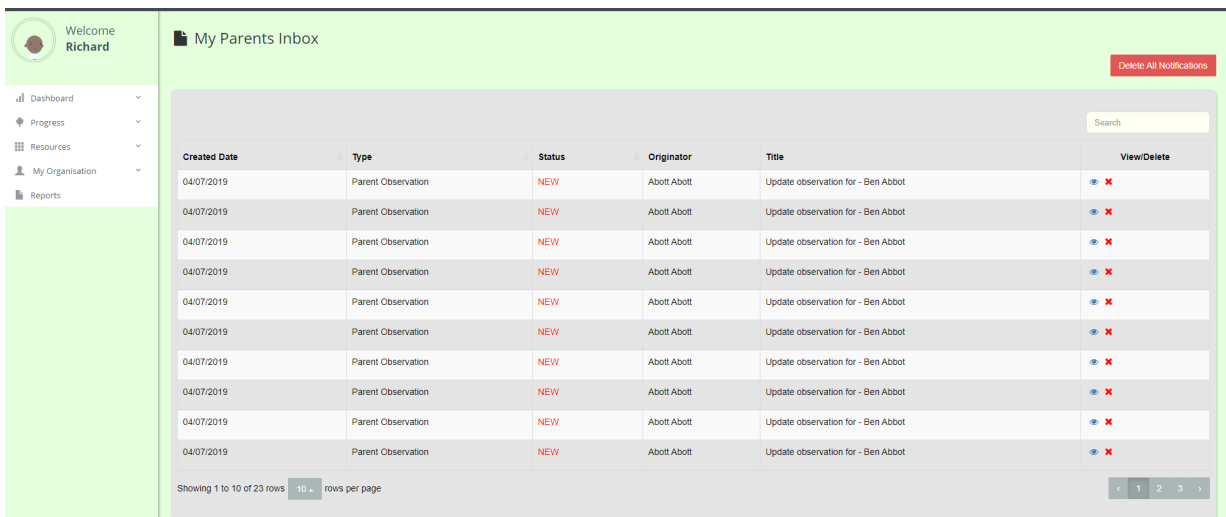 Welcome
Richard
My Parents Inbox
Delete All Notifications
Dashboard
Progress
Resources
My Organisation
Reports
Search
Created Date Type Status Originator Title View/Delete
04/07/2019 Parent Observation NEW Abott Abott Update observation for - Ben Abbot
04/07/2019 Parent Observation NEW Abott Abott Update observation for - Ben Abbot
04/07/2019 Parent Observation NEW Abott Abott Update observation for - Ben Abbot
04/07/2019 Parent Observation NEW Abott Abott Update observation for - Ben Abbot
04/07/2019 Parent Observation NEW Abott Abott Update observation for - Ben Abbot
04/07/2019 Parent Observation NEW Abott Abott Update observation for - Ben Abbot
04/07/2019 Parent Observation NEW Abott Abott Update observation for - Ben Abbot
04/07/2019 Parent Observation NEW Abott Abott Update observation for - Ben Abbot
04/07/2019 Parent Observation NEW Abott Abott Update observation for - Ben Abbot
04/07/2019 Parent Observation NEW Abott Abott Update observation for - Ben Abbot
Showing 1 to 10 of 23 rows 10 rows per page ‹ 1 2 3 ›